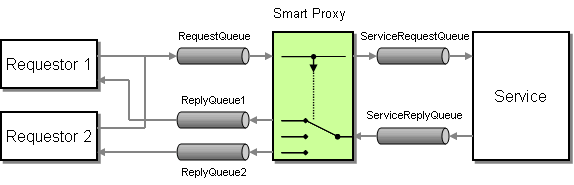 Smart Proxy
RequestQueue
ServiceRequestQueue
Requestor 1
ReplyQueue1
Service
ServiceReplyQueue
Requestor 2
ReplyQueue2